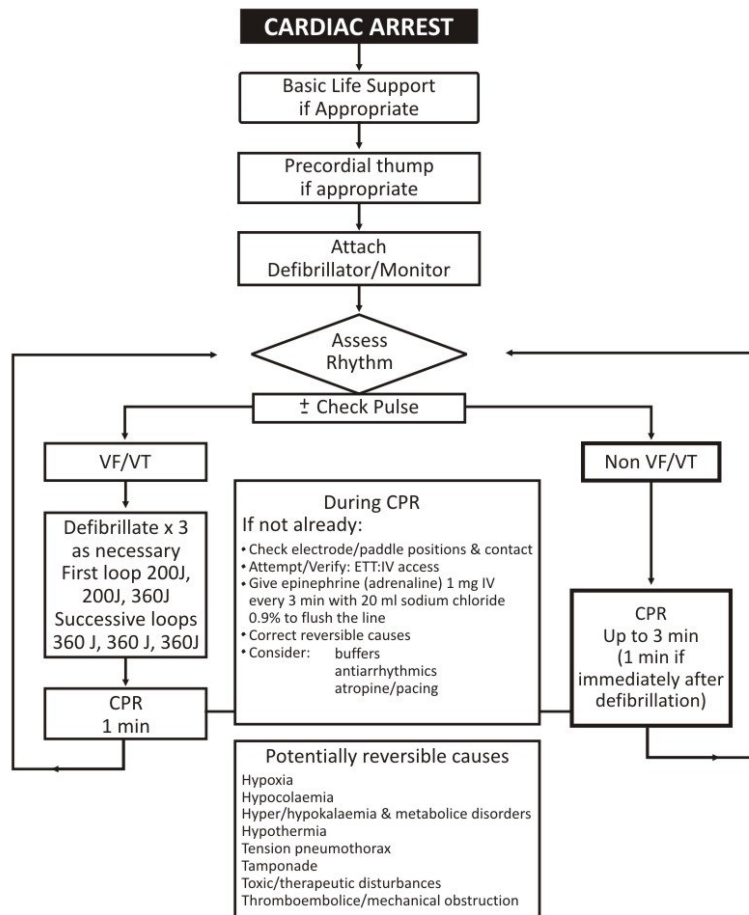 CARDIAC ARREST
Basic Life Support
if Appropriate
Precordial thump
if appropriate
Attach
Defibrillator/Monitor
Assess
Rhythm
± Check Pulse
VF/VT
Non VF/VT
Defibrillate x 3
as necessary
First loop 200J,
200J, 360J
Successive loops
360 J, 360 J, 360J
CPR
1 min
During CPR
If not already:
• Check electrode/paddle positions & contact
• Attempt/Verify: ETT:IV access
• Give epinephrine (adrenaline) 1 mg IV
every 3 min with 20 ml sodium chloride
0.9% to flush the line
• Correct reversible causes
• Consider: buffers
antiarrhythmics
atropine/pacing
CPR
Up to 3 min
(1 min if
immediately after
defibrillation)
Potentially reversible causes
Hypoxia
Hypocolaemia
Hyper/hypokalaemia & metabolice disorders
Hypothermia
Tension pneumothorax
Tamponade
Toxic/therapeutic disturbances
Thromboembolice/mechanical obstruction